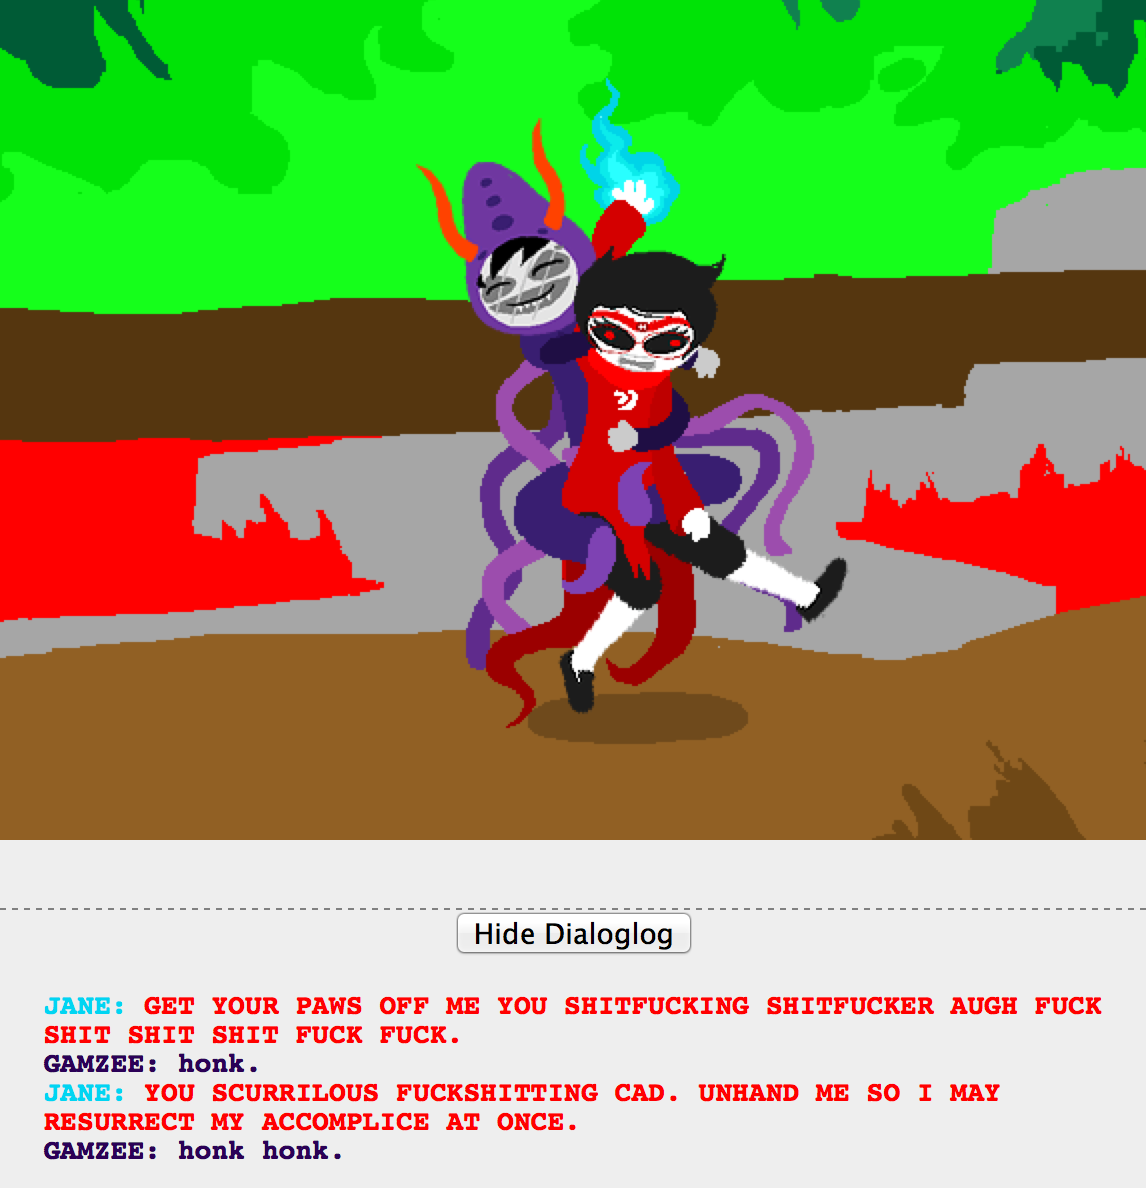 Hide Dialoglog
JANE: GET YOUR PAWS OFF ME YOU SHITFUCKING SHITFUCKER AUGH FUCK
SHIT SHIT SHIT FUCK FUCK.
GAMZEE: honk.
JANE: YOU SCURRILOUS FUCKSHITTING CAD. UNHAND ME SO I MAY
RESURRECT MY ACCOMPLICE AT ONCE.
GAMZEE: honk honk.